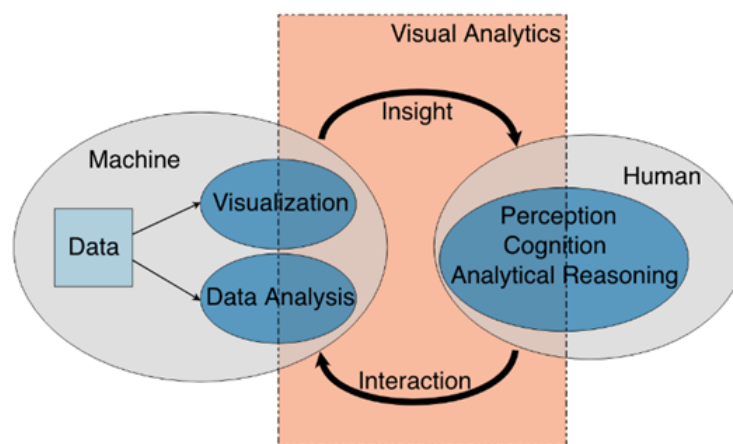 Visual Analytics
Insight
Machine
Human
Visualization
Perception
Data
Cognition
Analytical Reasoning
Data Analysis
Interaction